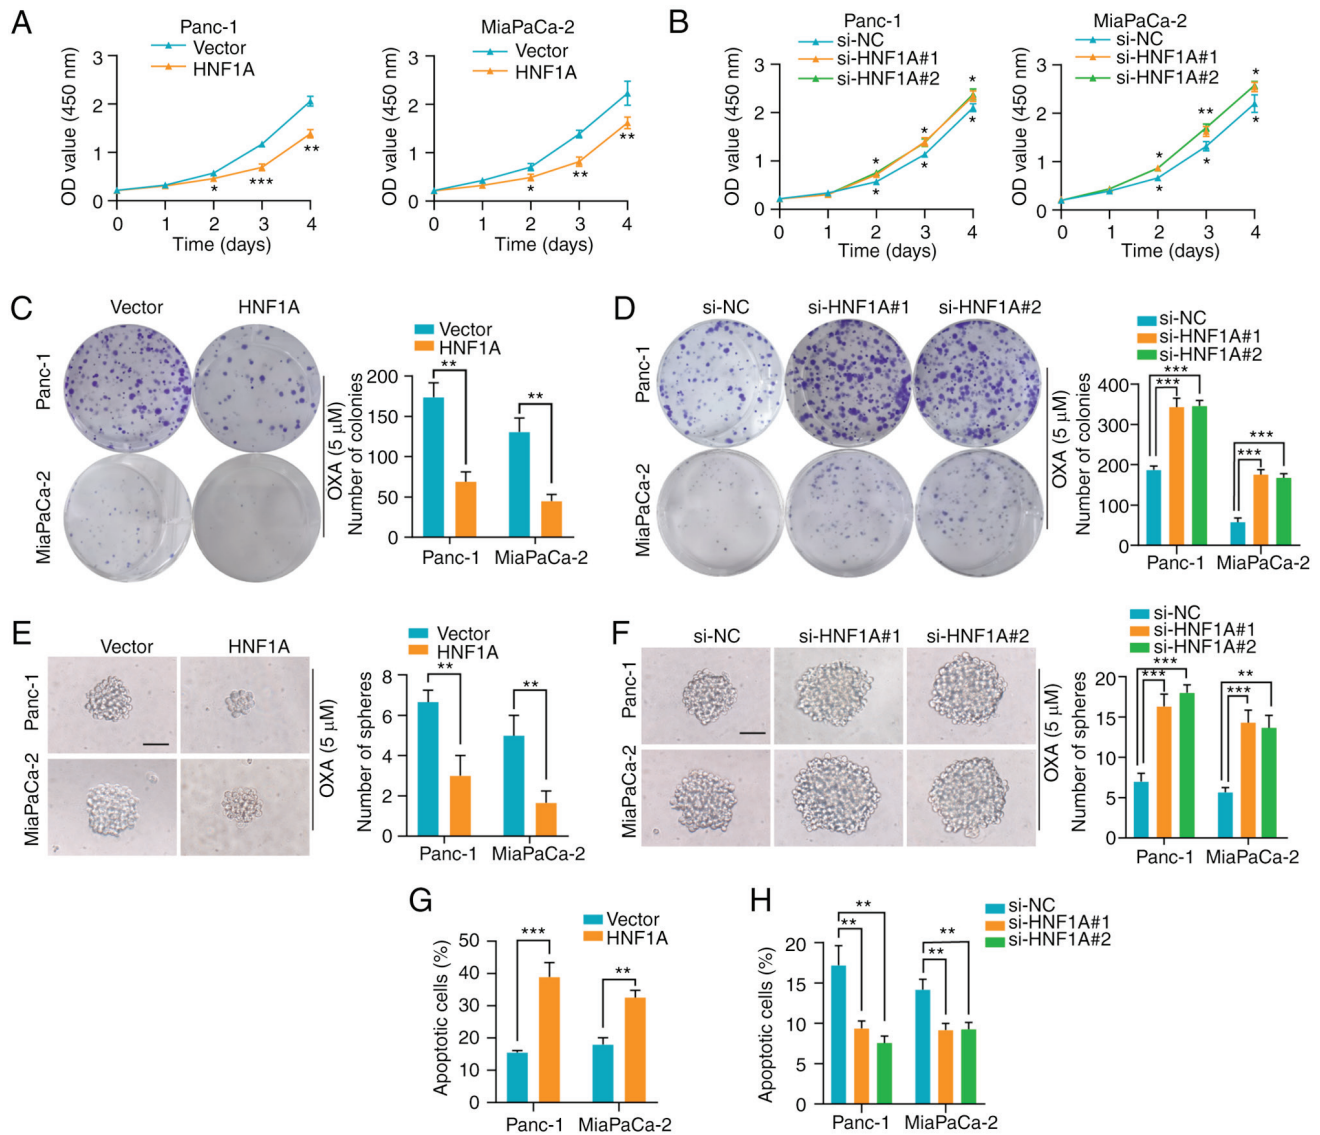 A
Panc-1
Vector
HNF1A
OD value (450 nm)
3
2
1
0
*
***
**
0 1 2 3 4
Time (days)
MiaPaCa-2
Vector
HNF1A
OD value (450 nm)
3
2
1
0
*
**
**
0 1 2 3 4
Time (days)
B
Panc-1
si-NC
si-HNF1A#1
si-HNF1A#2
OD value (450 nm)
3
2
1
0
* * *
* * *
0 1 2 3 4
Time (days)
MiaPaCa-2
si-NC
si-HNF1A#1
si-HNF1A#2
OD value (450 nm)
3
2
1
0
* ** *
* * *
0 1 2 3 4
Time (days)
C
Vector HNF1A
Panc-1
MiaPaCa-2
OXA (5 μM)
Vector
HNF1A
Number of colonies
200
150
100
50
0
** **
Panc-1 MiaPaCa-2
D
si-NC si-HNF1A#1 si-HNF1A#2
Panc-1
MiaPaCa-2
OXA (5 μM)
si-NC
si-HNF1A#1
si-HNF1A#2
Number of colonies
400
300
200
100
0
***
***
***
***
Panc-1 MiaPaCa-2
E
Vector HNF1A
Panc-1
MiaPaCa-2
OXA (5 μM)
Vector
HNF1A
Number of spheres
8
6
4
2
0
** **
Panc-1 MiaPaCa-2
F
si-NC si-HNF1A#1 si-HNF1A#2
Panc-1
MiaPaCa-2
OXA (5 μM)
si-NC
si-HNF1A#1
si-HNF1A#2
Number of spheres
20
15
10
5
0
***
***
**
***
Panc-1 MiaPaCa-2
G
Vector
HNF1A
Apoptotic cells (%)
50
40
30
20
10
0
*** **
Panc-1 MiaPaCa-2
H
si-NC
si-HNF1A#1
si-HNF1A#2
Apoptotic cells (%)
20
15
10
5
0
**
**
**
**
Panc-1 MiaPaCa-2